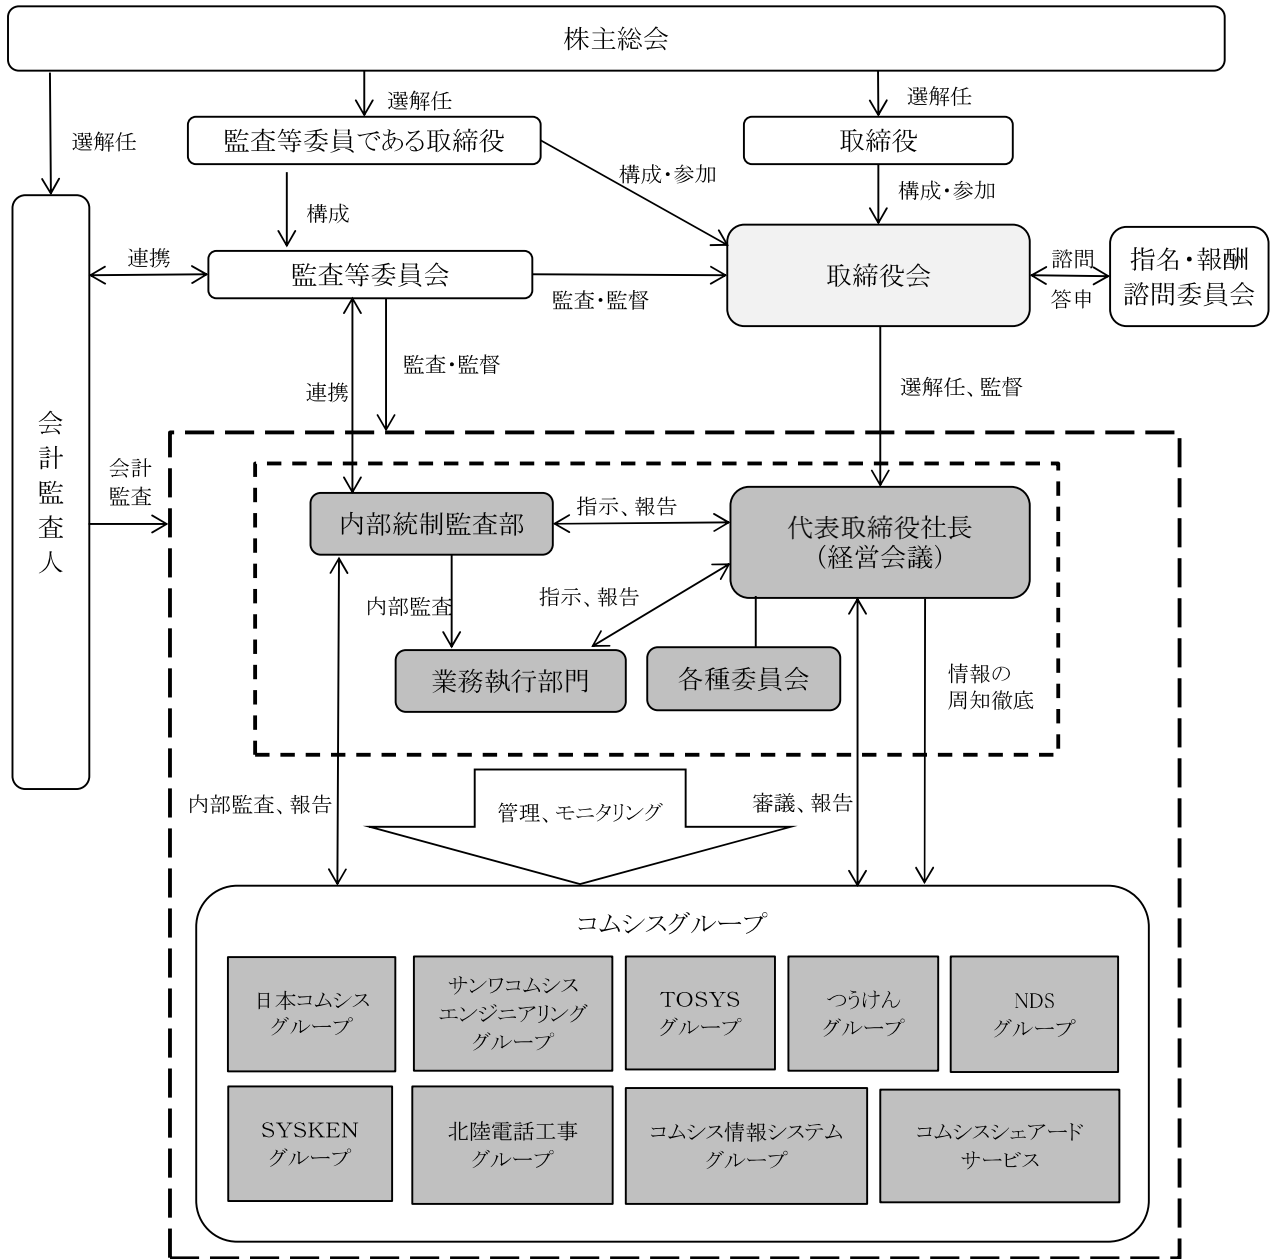 株主総会
選解任
選解任
選解任
監査等委員である取締役
取締役
構成・参加
構成・参加
構成
連携
監査等委員会
監査・監督
取締役会
諮問
答申
指名・報酬
諮問委員会
監査・監督
連携
選解任、監督
会計監査人
会計
監査
内部統制監査部
指示、報告
代表取締役社長
（経営会議）
内部監査
指示、報告
業務執行部門
各種委員会
情報の
周知徹底
内部監査、報告
管理、モニタリング
審議、報告
コムシスグループ
日本コムシス
グループ
サンワコムシス
エンジニアリング
グループ
TOSYS
グループ
つうけん
グループ
NDS
グループ
SYSKEN
グループ
北陸電話工事
グループ
コムシス情報システム
グループ
コムシスシェアード
サービス